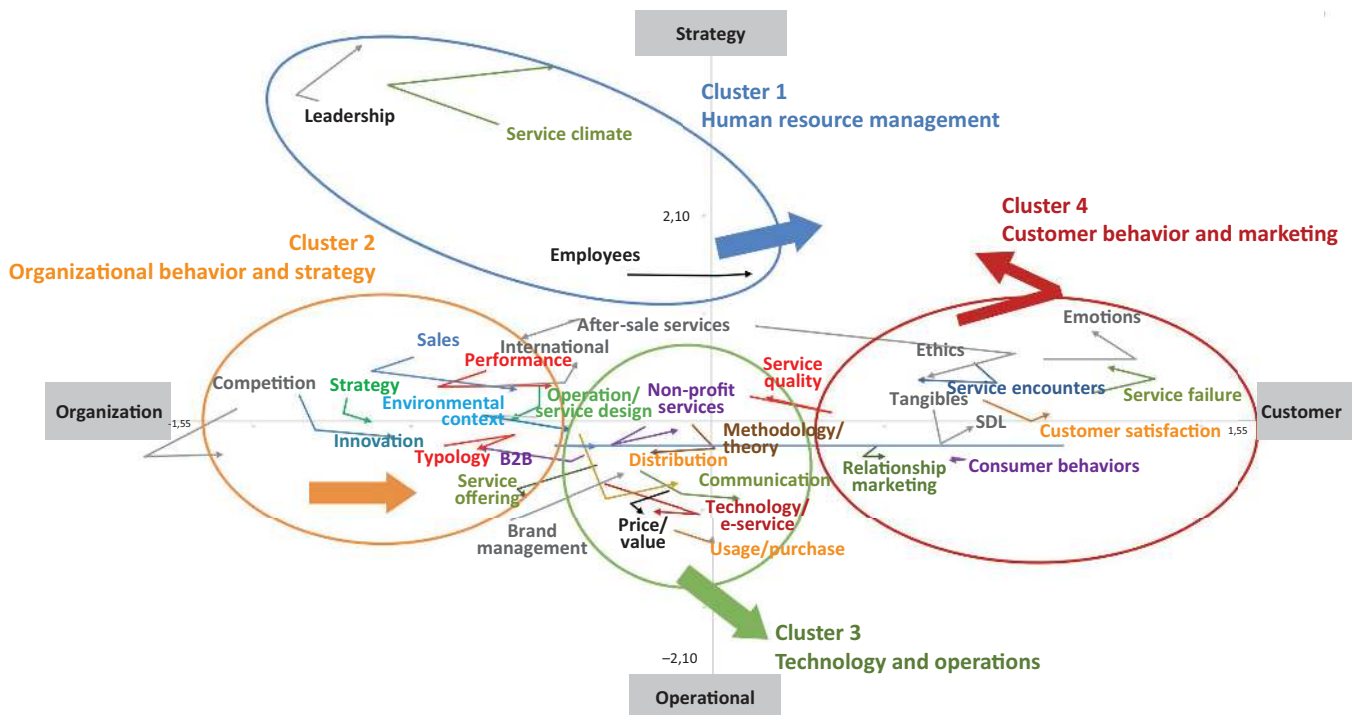 Strategy
Cluster 1
Human resource management
Leadership
Service climate
2,10
Cluster 4
Customer behavior and marketing
Cluster 2
Organizational behavior and strategy
Employees
After-sale services
Emotions
Sales
International
Performance
Ethics
Service
quality
Competition
Strategy
Non-profit
services
Service encounters
Service failure
Environmental
context
Operation/
service design
Tangibles
Organization
-1,55
SDL
Customer
1,55
Innovation
Methodology/
theory
Customer satisfaction
Typology
B2B
Distribution
Relationship
marketing
Consumer behaviors
Service
offering
Communication
Technology/
e-service
Brand
management
Price/
value
Usage/purchase
Cluster 3
Technology and operations
–2,10
Operational